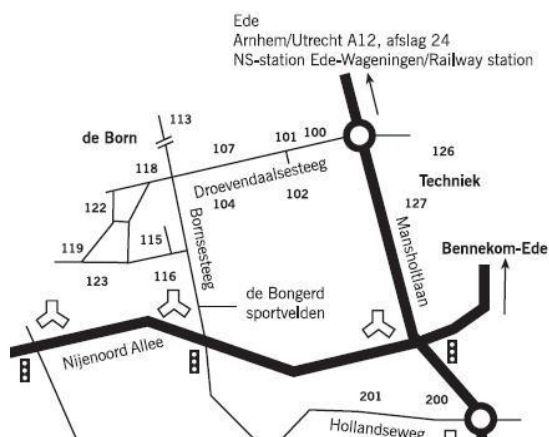 Ede
Arnhem/Utrecht A12, afslag 24
NS-station Ede-Wageningen/Railway station
113
de Born
107
101
100
126
118
Droevendaalsesteeg
Techniek
122
104
102
127
Bornsesteeg
Mansholtlaan
119
115
Bennekom-Ede
123
116
de Bongerd
sportvelden
Nijenoord Allee
201
200
Hollandseweg